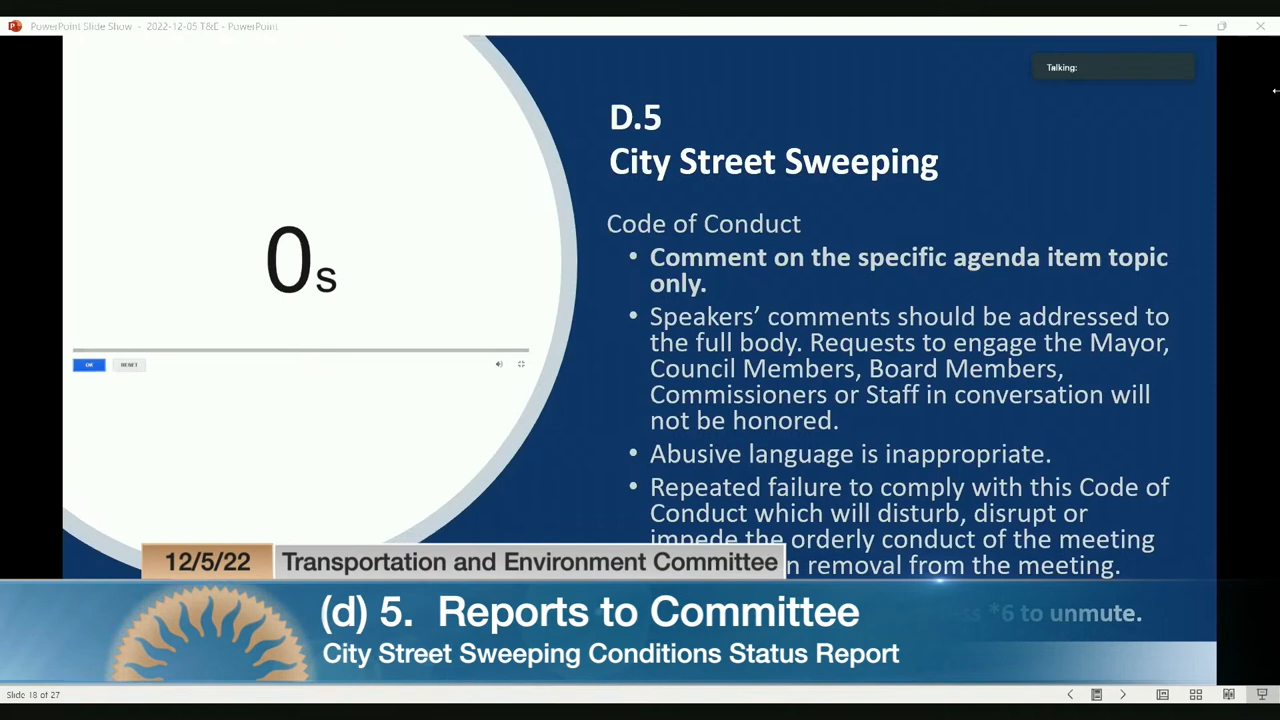 PowerPoint Slide Show - 2022-12-05 T&E - PowerPoint
Talking:
D.5
City Street Sweeping
0s
OK
RESET
Code of Conduct
• Comment on the specific agenda item topic
only.
• Speakers' comments should be addressed to
the full body. Requests to engage the Mayor,
Council Members, Board Members,
Commissioners or Staff in conversation will
not be honored.
• Abusive language is inappropriate.
• Repeated failure to comply with this Code of
Conduct which will disturb, disrupt or
impede the orderly conduct of the meeting
removal from the meeting.
*6 to unmute.
12/5/22
Transportation and Environment Committee
(d) 5. Reports to Committee
City Street Sweeping Conditions Status Report
Slide 18 of 27